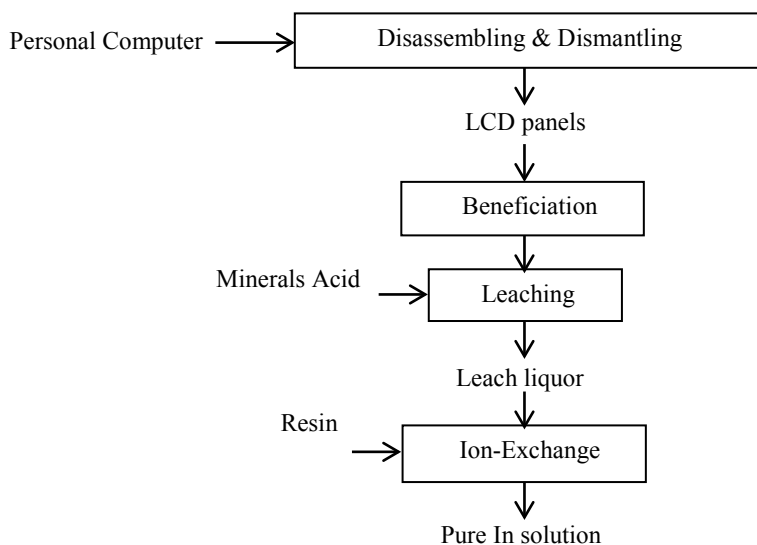 Personal Computer
Disassembling & Dismantling
LCD panels
Beneficiation
Minerals Acid
Leaching
Leach liquor
Resin
Ion-Exchange
Pure In solution